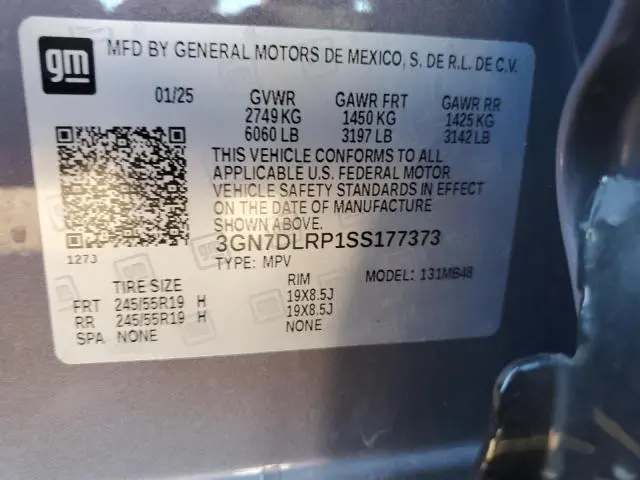 gm
MFD BY GENERAL MOTORS DE MEXICO, S. DE R.L. DE C.V.
01/25 GVWR GAWR FRT GAWR RR
2749 KG 1450 KG 1425 KG
6060 LB 3197 LB 3142 LB
THIS VEHICLE CONFORMS TO ALL
APPLICABLE U.S. FEDERAL MOTOR
VEHICLE SAFETY STANDARDS IN EFFECT
ON THE DATE OF MANUFACTURE
SHOWN ABOVE.
3GN7DLRP1SS177373
127J TYPE: MPV MODEL: 131MB48
TIRE SIZE RIM
FRT 245/55R19 H 19X8.5J
RR 245/55R19 H 19X8.5J
SPA NONE NONE